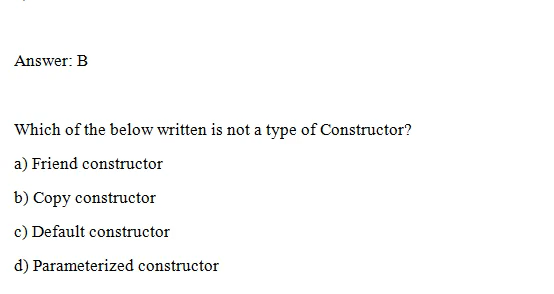 Answer: B
Which of the below written is not a type of Constructor?
a) Friend constructor
b) Copy constructor
c) Default constructor
d) Parameterized constructor